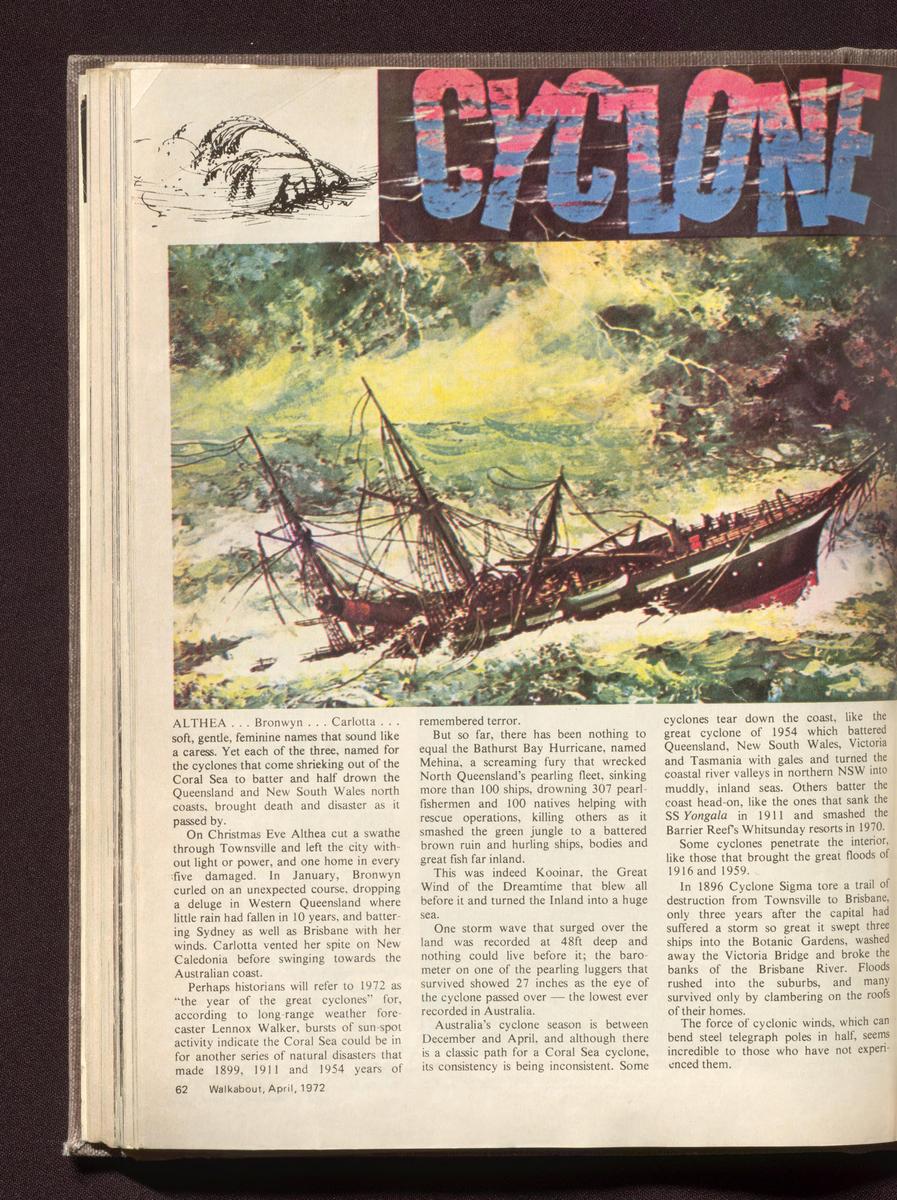 CYCLONE
ALTHEA . . . Bronwyn . . . Carlotta . . .
soft, gentle, feminine names that sound like
a caress. Yet each of the three, named for
the cyclones that come shrieking out of the
Coral Sea to batter and half drown the
Queensland and New South Wales north
coasts, brought death and disaster as it
passed by.
On Christmas Eve Althea cut a swathe
through Townsville and left the city with-
out light or power, and one home in every
five damaged. In January, Bronwyn
curled on an unexpected course, dropping
a deluge in Western Queensland where
little rain had fallen in 10 years, and batter-
ing Sydney as well as Brisbane with her
winds. Carlotta vented her spite on New
Caledonia before swinging towards the
Australian coast.
Perhaps historians will refer to 1972 as
“the year of the great cyclones” for,
according to long-range weather fore-
caster Lennox Walker, bursts of sun-spot
activity indicate the Coral Sea could be in
for another series of natural disasters that
made 1899, 1911 and 1954 years of
remembered terror.
But so far, there has been nothing to
equal the Bathurst Bay Hurricane, named
Mehina, a screaming fury that wrecked
North Queensland's pearling fleet, sinking
more than 100 ships, drowning 307 pearl-
fishermen and 100 natives helping with
rescue operations, killing others as it
smashed the green jungle to a battered
brown ruin and hurling ships, bodies and
great fish far inland.
This was indeed Kooinar, the Great
Wind of the Dreamtime that blew all
before it and turned the Inland into a huge
sea.
One storm wave that surged over the
land was recorded at 48ft deep and
nothing could live before it; the baro-
meter on one of the pearling luggers that
survived showed 27 inches as the eye of
the cyclone passed over — the lowest ever
recorded in Australia.
Australia's cyclone season is between
December and April, and although there
is a classic path for a Coral Sea cyclone,
its consistency is being inconsistent. Some
cyclones tear down the coast, like the
great cyclone of 1954 which battered
Queensland, New South Wales, Victoria
and Tasmania with gales and turned the
coastal river valleys in northern NSW into
muddly, inland seas. Others batter the
coast head-on, like the ones that sank the
SS Yongala in 1911 and smashed the
Barrier Reef's Whitsunday resorts in 1970.
Some cyclones penetrate the interior,
like those that brought the great floods of
1916 and 1959.
In 1896 Cyclone Sigma tore a trail of
destruction from Townsville to Brisbane,
only three years after the capital had
suffered a storm so great it swept three
ships into the Botanic Gardens, washed
away the Victoria Bridge and broke the
banks of the Brisbane River. Floods
rushed into the suburbs, and many
survived only by clambering on the roofs
of their homes.
The force of cyclonic winds, which can
bend steel telegraph poles in half, seems
incredible to those who have not experi-
enced them.
62 Walkabout, April, 1972